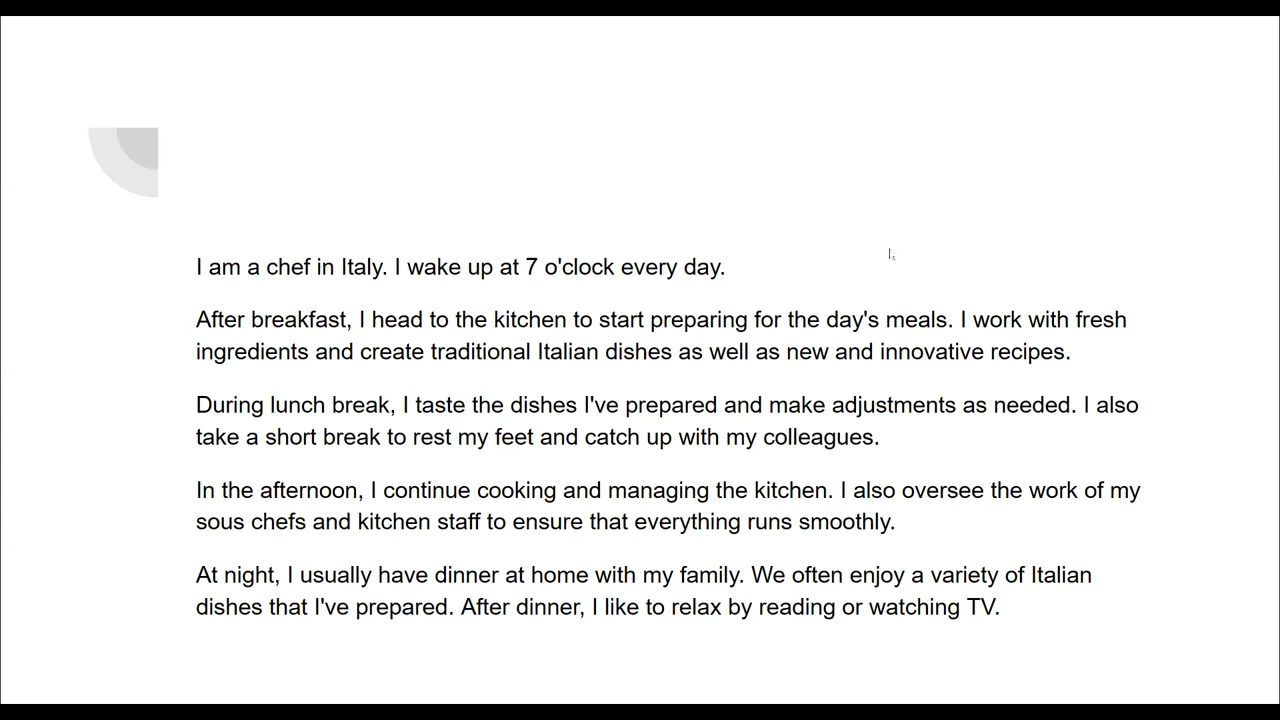 I am a chef in Italy. I wake up at 7 o'clock every day.
After breakfast, I head to the kitchen to start preparing for the day's meals. I work with fresh
ingredients and create traditional Italian dishes as well as new and innovative recipes.
During lunch break, I taste the dishes I've prepared and make adjustments as needed. I also
take a short break to rest my feet and catch up with my colleagues.
In the afternoon, I continue cooking and managing the kitchen. I also oversee the work of my
sous chefs and kitchen staff to ensure that everything runs smoothly.
At night, I usually have dinner at home with my family. We often enjoy a variety of Italian
dishes that I've prepared. After dinner, I like to relax by reading or watching TV.